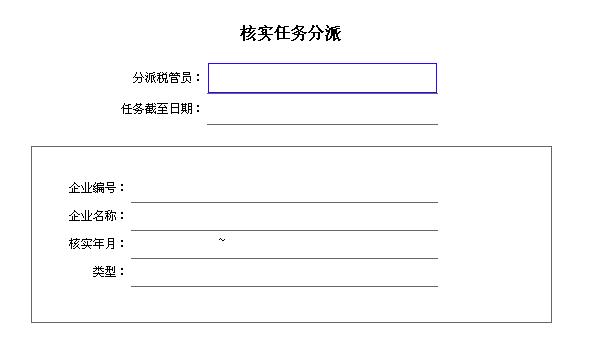 核实任务分派
分派税管员：
任务截至日期：
企业编号：
企业名称：
核实年月： ~
类型：